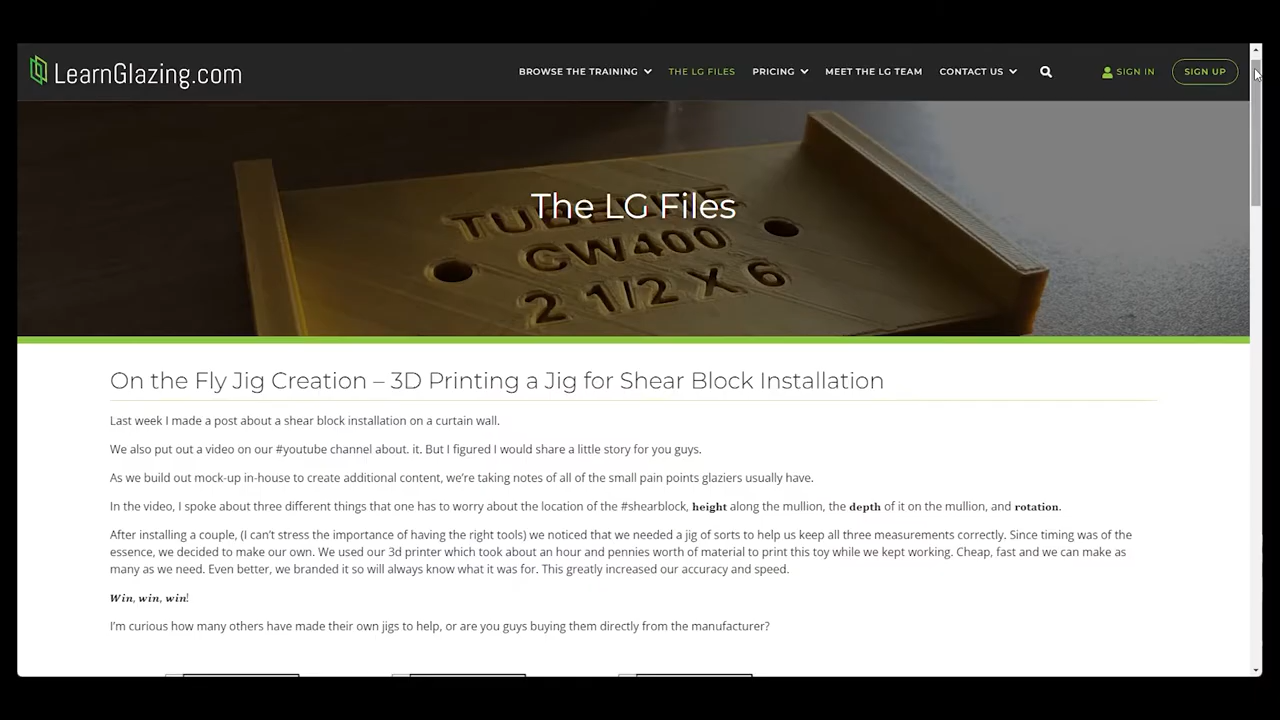 LearnGlazing.com
BROWSE THE TRAINING
THE LG FILES
PRICING
MEET THE LG TEAM
CONTACT US
SIGN IN
SIGN UP
The LG Files
TUBELITE
CW400
2 1/2 X 6
On the Fly Jig Creation – 3D Printing a Jig for Shear Block Installation
Last week I made a post about a shear block installation on a curtain wall.
We also put out a video on our #youtube channel about. it. But I figured I would share a little story for you guys.
As we build out mock-up in-house to create additional content, we're taking notes of all of the small pain points glaziers usually have.
In the video, I spoke about three different things that one has to worry about the location of the #shearblock, height along the mullion, the depth of it on the mullion, and rotation.
After installing a couple, (I can't stress the importance of having the right tools) we noticed that we needed a jig of sorts to help us keep all three measurements correctly. Since timing was of the
essence, we decided to make our own. We used our 3d printer which took about an hour and pennies worth of material to print this toy while we kept working. Cheap, fast and we can make as
many as we need. Even better, we branded it so will always know what it was for. This greatly increased our accuracy and speed.
Win, win, win!
I'm curious how many others have made their own jigs to help, or are you guys buying them directly from the manufacturer?